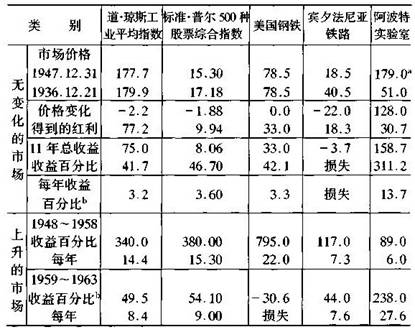 类 别 道·琼斯工业平均指数 标准·普尔 500 种股票综合指数 美国钢铁 宾夕法尼亚铁路 阿波特实验室
无变化的市场
市场价格
1947.12.31 177.7 15.30 78.5 18.5 179.0ᵃ
1936.12.21 179.9 17.18 78.5 40.5 51.0
价格变化 -2.2 -1.88 0.0 -22.0 128.0
得到的红利 77.2 9.94 33.0 18.3 30.7
11 年总收益 75.0 8.06 33.0 -3.7 158.7
收益百分比 41.7 46.70 42.1 损失 311.2
每年收益
百分比ᵇ 3.2 3.60 3.3 损失 13.7
上升的市场
1948~1958
收益百分比 340.0 380.00 795.0 117.0 89.0
每年 14.4 15.30 22.0 7.3 6.0
1959~1963
收益百分比ᵇ 49.5 54.10 -30.6 44.0 238.0
每年 8.4 9.00 损失 7.6 27.6